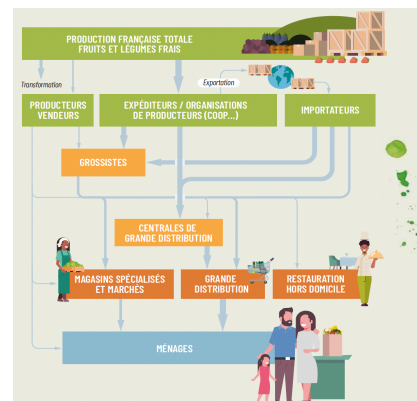 PRODUCTION FRANÇAISE TOTALE
FRUITS ET LÉGUMES FRAIS
Transformation
Exportation
PRODUCTEURS
VENDEURS
EXPÉDITEURS / ORGANISATIONS
DE PRODUCTEURS (COOP...)
IMPORTATEURS
GROSSISTES
CENTRALES DE
GRANDE DISTRIBUTION
MAGASINS SPÉCIALISÉS
ET MARCHÉS
GRANDE
DISTRIBUTION
RESTAURATION
HORS DOMICILE
MÉNAGES